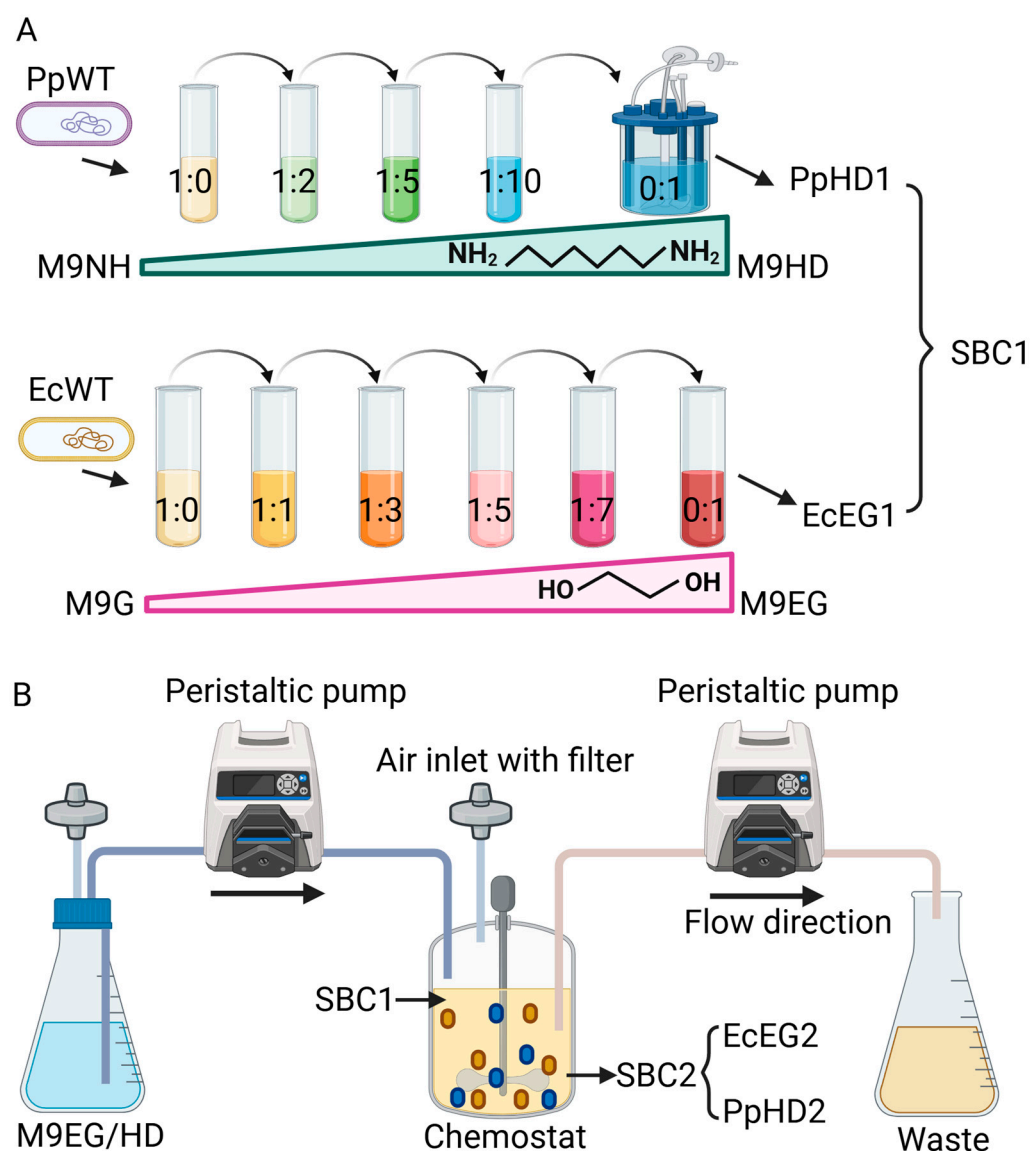 A
PpWT
1:0
1:2
1:5
1:10
0:1
PpHD1
M9NH
NH₂
NH₂
M9HD
SBC1
EcWT
1:0
1:1
1:3
1:5
1:7
0:1
EcEG1
M9G
HO
OH
M9EG
B
Peristaltic pump
Peristaltic pump
Air inlet with filter
Flow direction
SBC1
SBC2
EcEG2
PpHD2
M9EG/HD
Chemostat
Waste